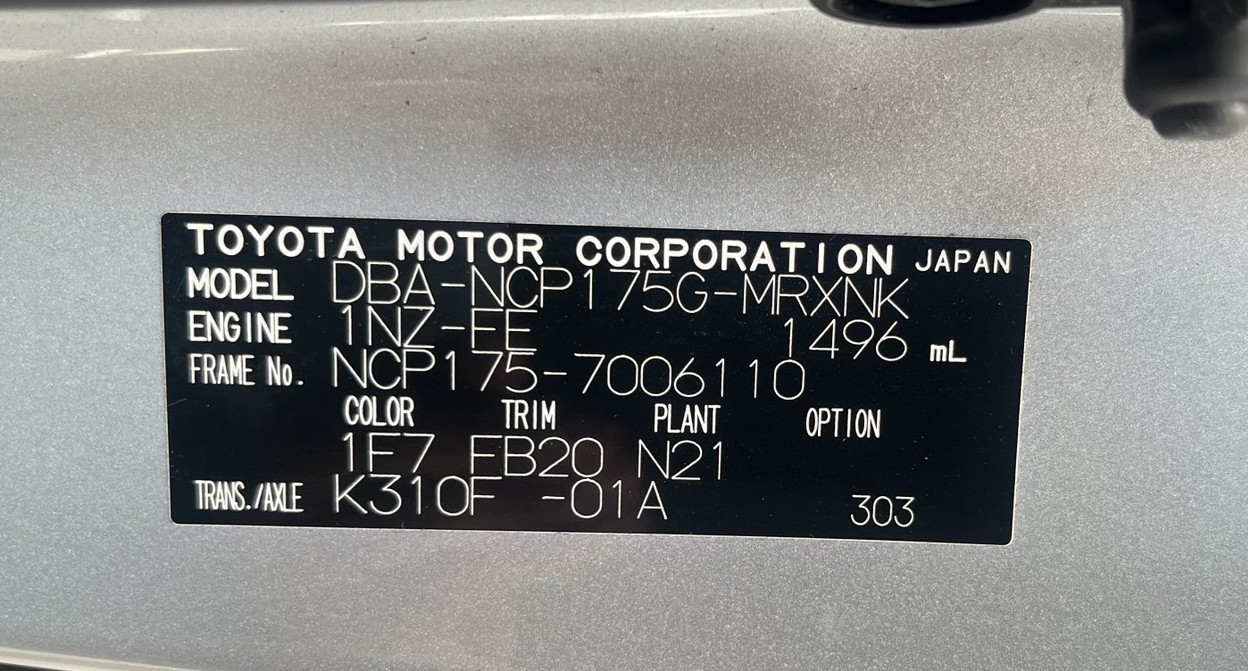 TOYOTA MOTOR CORPORATION JAPAN
MODEL DBA-NCP175G-MRXNK
ENGINE 1NZ-FE 1496 mL
FRAME No. NCP175-7006110
COLOR TRIM PLANT OPTION
1E7 FB20 N21
TRANS./AXLE K310F -01A 303